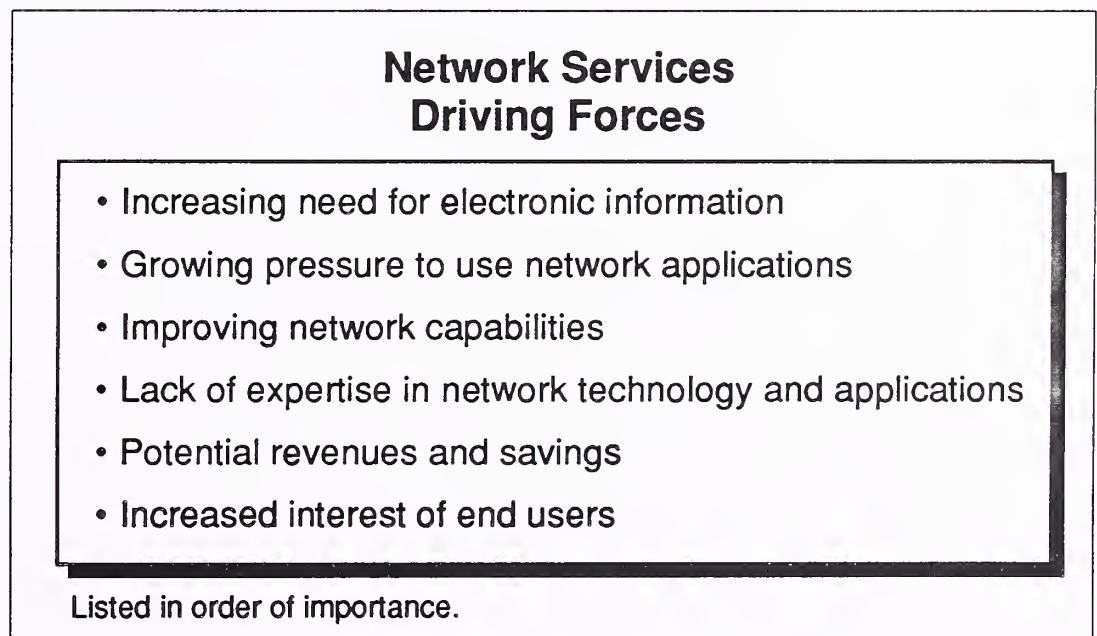 Network Services
Driving Forces
• Increasing need for electronic information
• Growing pressure to use network applications
• Improving network capabilities
• Lack of expertise in network technology and applications
• Potential revenues and savings
• Increased interest of end users
Listed in order of importance.